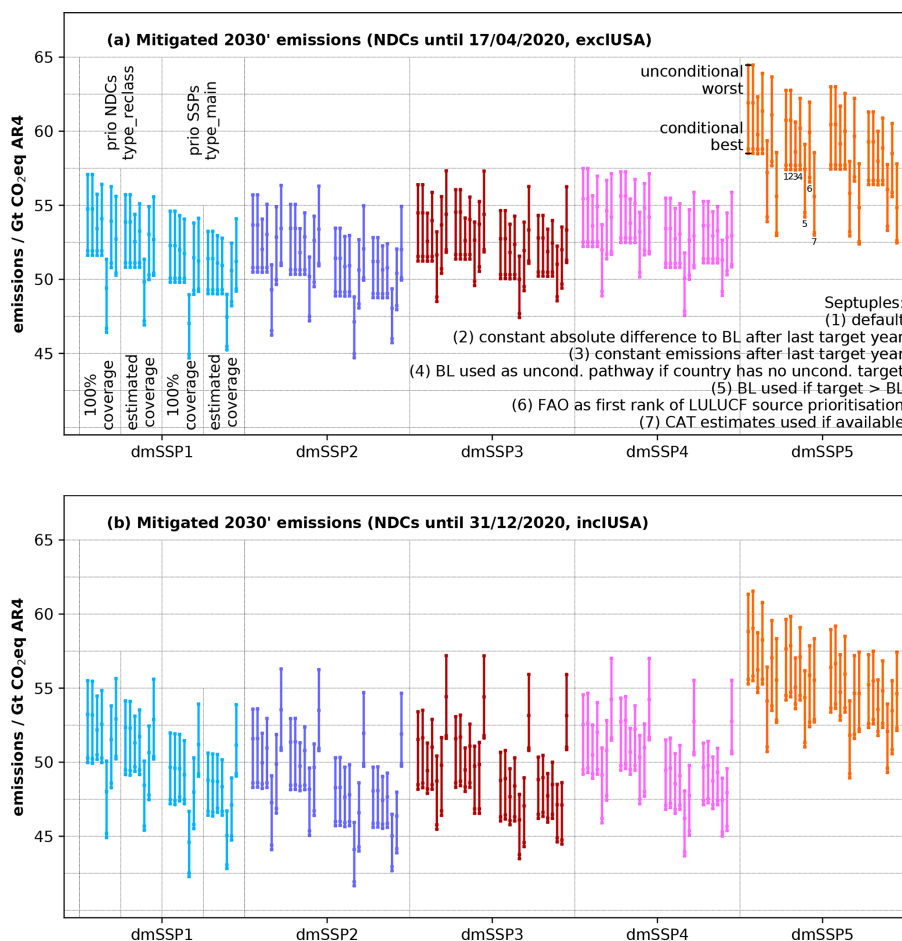 (a) Mitigated 2030' emissions (NDCs until 17/04/2020, exclUSA)
emissions / Gt CO₂eq AR4
65
60
55
50
45
prio NDCs
type_reclass
prio SSPs
type_main
unconditional
worst
conditional
best
1234
6
5
7
100%
coverage
estimated
coverage
100%
coverage
estimated
coverage
Septuples:
(1) default
(2) constant absolute difference to BL after last target year
(3) constant emissions after last target year
(4) BL used as uncond. pathway if country has no uncond. target
(5) BL used if target > BL
(6) FAO as first rank of LULUCF source prioritisation
(7) CAT estimates used if available
dmSSP1
dmSSP2
dmSSP3
dmSSP4
dmSSP5
(b) Mitigated 2030' emissions (NDCs until 31/12/2020, inclUSA)
emissions / Gt CO₂eq AR4
65
60
55
50
45
dmSSP1
dmSSP2
dmSSP3
dmSSP4
dmSSP5